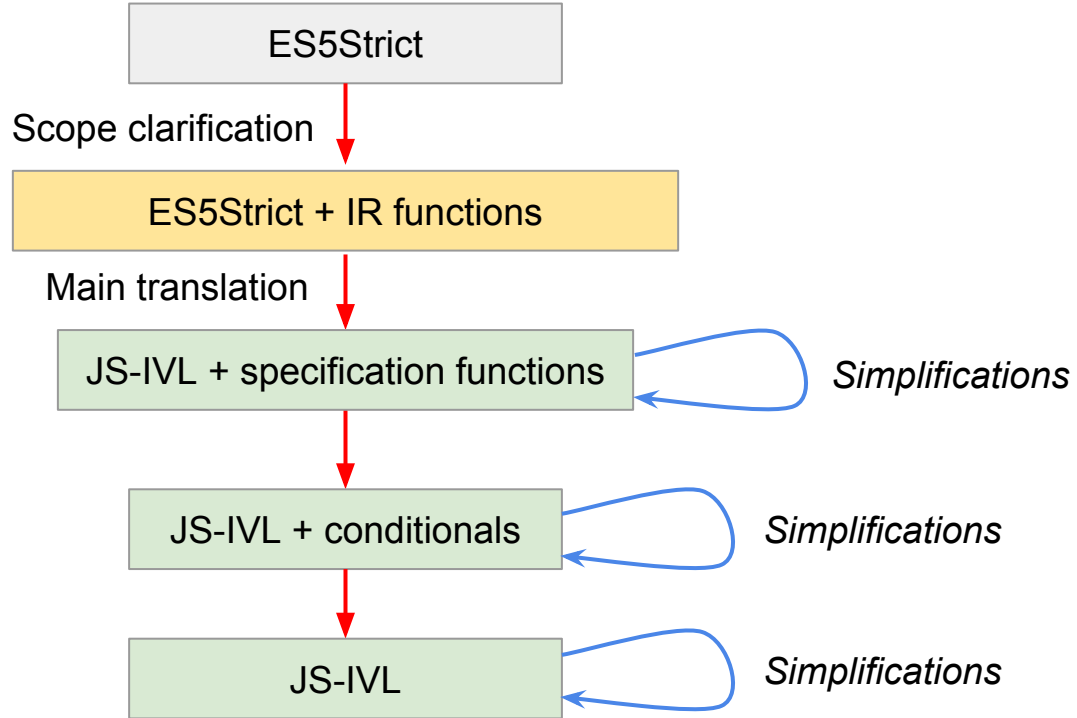 ES5Strict
Scope clarification
ES5Strict + IR functions
Main translation
JS-IVL + specification functions
Simplifications
JS-IVL + conditionals
Simplifications
JS-IVL
Simplifications